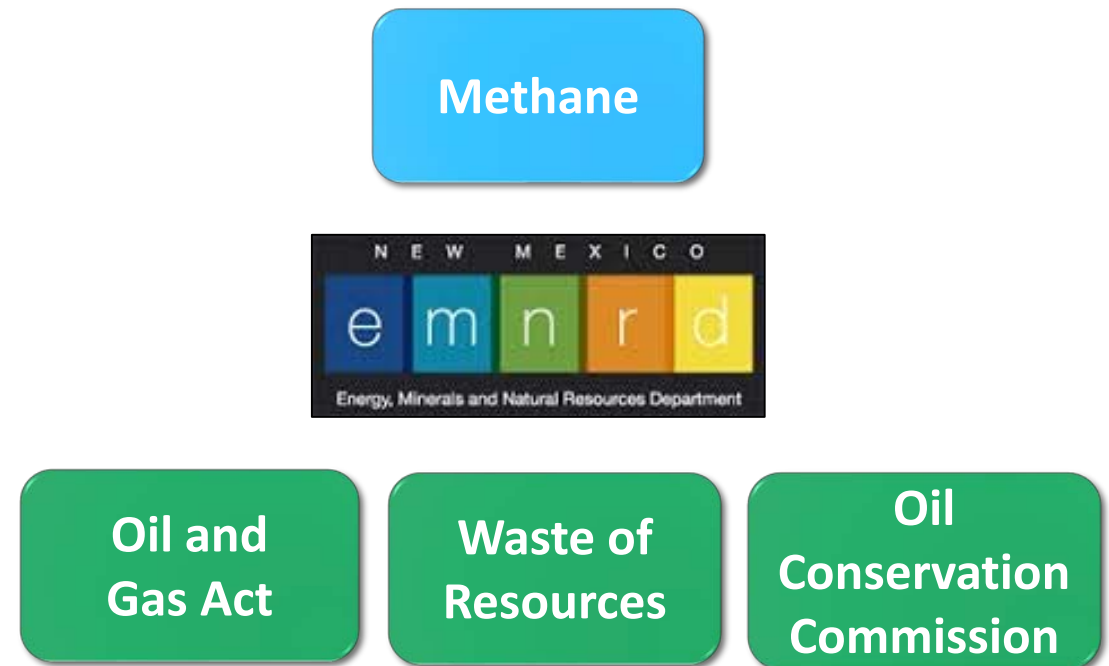 Methane
NEW MEXICO
e m n r d
Energy, Minerals and Natural Resources Department
Oil and
Gas Act
Waste of
Resources
Oil
Conservation
Commission